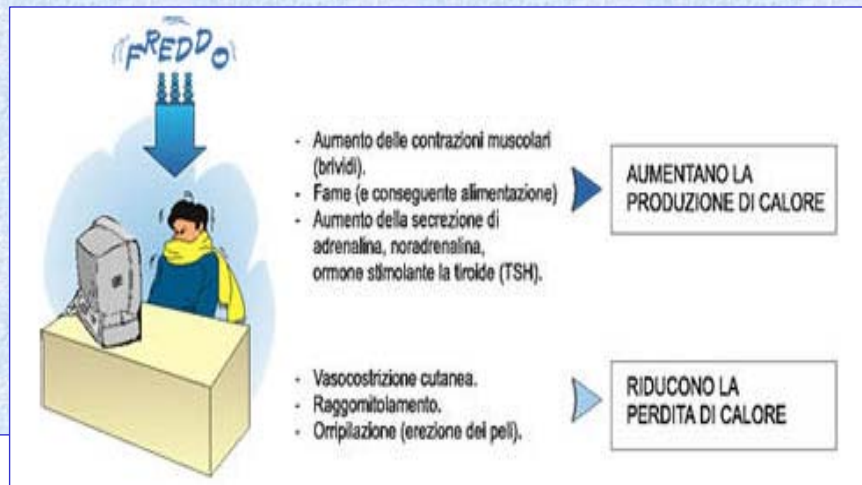 FREDDO
- Aumento delle contrazioni muscolari
(brividi).
- Fame (e conseguente alimentazione)
- Aumento della secrezione di
adrenalina, noradrenalina,
ormone stimolante la tiroide (TSH).
AUMENTANO LA
PRODUZIONE DI CALORE
- Vasocostrizione cutanea.
- Raggomitolamento.
- Orripilazione (erezione dei peli).
RIDUCONO LA
PERDITA DI CALORE